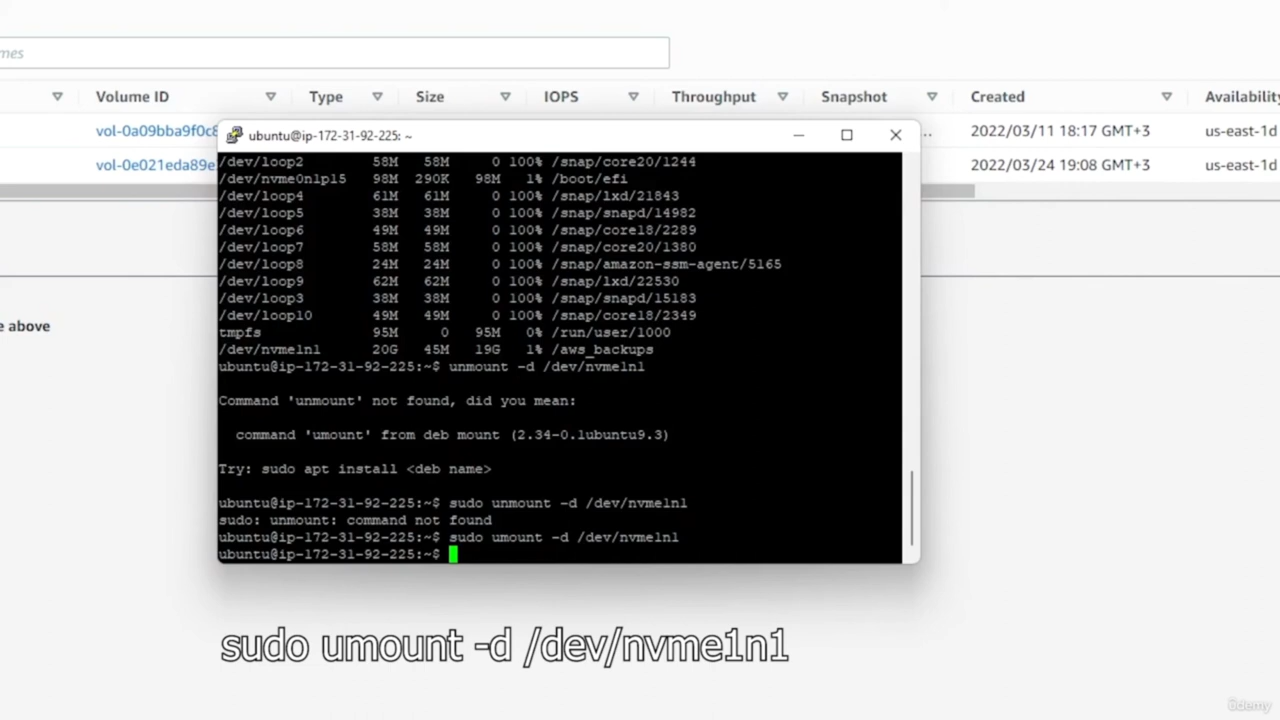 mes
Volume ID Type Size IOPS Throughput Snapshot Created Availability
vol-0a09bba9f0c8 ... 2022/03/11 18:17 GMT+3 us-east-1d
vol-0e021eda89e 2022/03/24 19:08 GMT+3 us-east-1d
e above
ubuntu@ip-172-31-92-225: ~
/dev/loop2 58M 58M 0 100% /snap/core20/1244
/dev/nvme0n1p15 98M 290K 98M 1% /boot/efi
/dev/loop4 61M 61M 0 100% /snap/lxd/21843
/dev/loop5 38M 38M 0 100% /snap/snapd/14982
/dev/loop6 49M 49M 0 100% /snap/core18/2289
/dev/loop7 58M 58M 0 100% /snap/core20/1380
/dev/loop8 24M 24M 0 100% /snap/amazon-ssm-agent/5165
/dev/loop9 62M 62M 0 100% /snap/lxd/22530
/dev/loop3 38M 38M 0 100% /snap/snapd/15183
/dev/loop10 49M 49M 0 100% /snap/core18/2349
tmpfs 95M 0 95M 0% /run/user/1000
/dev/nvme1n1 20G 45M 19G 1% /aws_backups
ubuntu@ip-172-31-92-225:~$ unmount -d /dev/nvme1n1
Command 'unmount' not found, did you mean:
command 'umount' from deb mount (2.34-0.1ubuntu9.3)
Try: sudo apt install <deb name>
ubuntu@ip-172-31-92-225:~$ sudo unmount -d /dev/nvme1n1
sudo: unmount: command not found
ubuntu@ip-172-31-92-225:~$ sudo umount -d /dev/nvme1n1
ubuntu@ip-172-31-92-225:~$
sudo umount -d /dev/nvme1n1
ûdemy